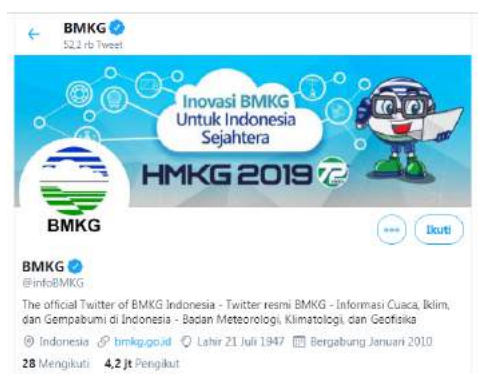 BMKG
52,2 rb Tweet
Inovasi BMKG
Untuk Indonesia
Sejahtera
HMKG 2019 72
BMKG
Ikuti
BMKG
@infoBMKG
The official Twitter of BMKG Indonesia - Twitter resmi BMKG - Informasi Cuaca, Iklim,
dan Gempabumi di Indonesia - Badan Meteorologi, Klimatologi, dan Geofisika
Indonesia bmkg.go.id Lahir 21 Juli 1947 Bergabung Januari 2010
28 Mengikuti 4,2 jt Pengikut